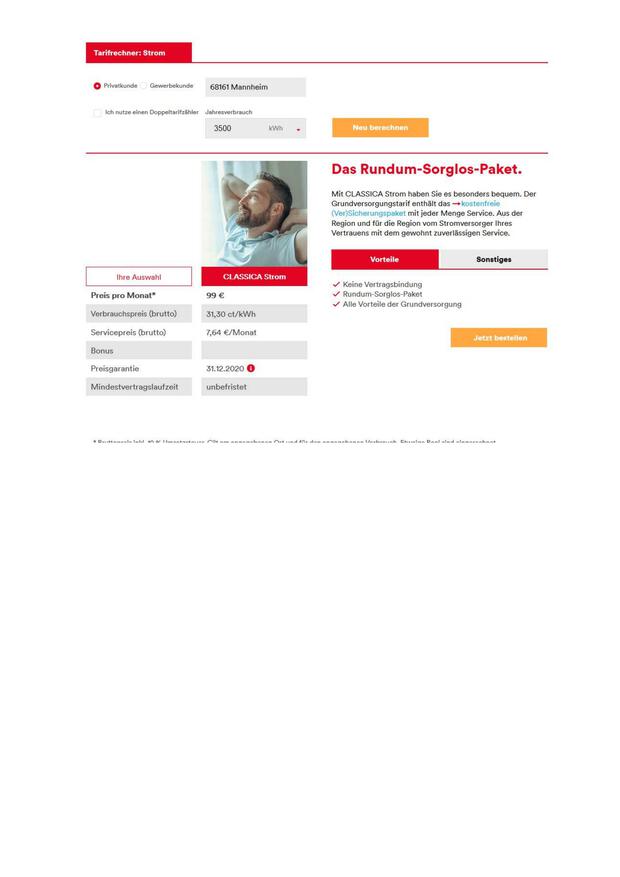 Tarifrechner: Strom
Privatkunde Gewerbekunde
68161 Mannheim
Ich nutze einen Doppeltarifzähler
Jahresverbrauch
3500 kWh
Neu berechnen
Das Rundum-Sorglos-Paket.
Mit CLASSICA Strom haben Sie es besonders bequem. Der
Grundversorgungstarif enthält das → kostenfreie
(Ver)Sicherungspaket mit jeder Menge Service. Aus der
Region und für die Region vom Stromversorger Ihres
Vertrauens mit dem gewohnt zuverlässigen Service.
Vorteile Sonstiges
Keine Vertragsbindung
Rundum-Sorglos-Paket
Alle Vorteile der Grundversorgung
Jetzt bestellen
Ihre Auswahl CLASSICA Strom
Preis pro Monat* 99 €
Verbrauchspreis (brutto) 31,30 ct/kWh
Servicepreis (brutto) 7,64 €/Monat
Bonus
Preisgarantie 31.12.2020
Mindestvertragslaufzeit unbefristet